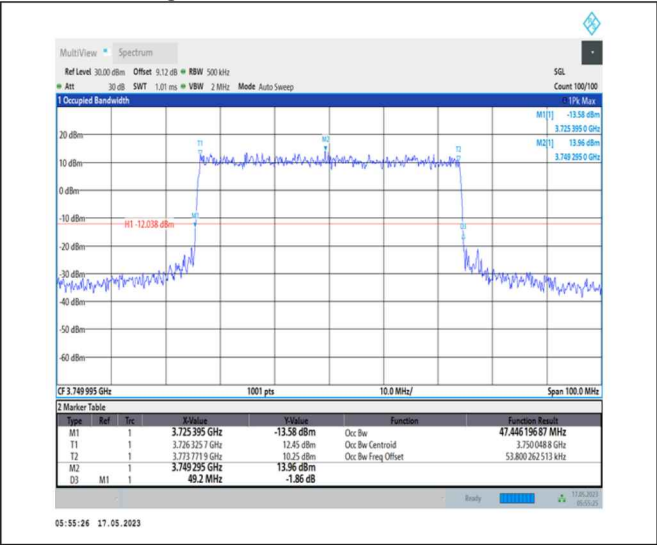 MultiView Spectrum
Ref Level 30.00 dBm Offset 9.12 dB RBW 500 kHz SGL
Att 30 dB SWT 1.01 ms VBW 2 MHz Mode Auto Sweep Count 100/100
1 Occupied Bandwidth 1Pk Max
M1[1] -13.58 dBm
3.725 395 0 GHz
M2[1] 13.96 dBm
3.749 295 0 GHz
20 dBm
T1 M2 T2
10 dBm
0 dBm
-10 dBm
M1
H1 -12.038 dBm
D3
-30 dBm
-40 dBm
-50 dBm
-60 dBm
CF 3.749 995 GHz 1001 pts 10.0 MHz/ Span 100.0 MHz
2 Marker Table
Type Ref Trc X-Value Y-Value Function Function Result
M1 1 3.725 395 GHz -13.58 dBm Occ Bw 47.446 196 87 MHz
T1 1 3.726 325 7 GHz 12.45 dBm Occ Bw Centroid 3.750 048 8 GHz
T2 1 3.773 771 9 GHz 10.25 dBm Occ Bw Freq Offset 53.800 262 513 kHz
M2 1 3.749 295 GHz 13.96 dBm
D3 M1 1 49.2 MHz -1.86 dB
Ready 17.05.2023
05:55:25
05:55:26 17.05.2023